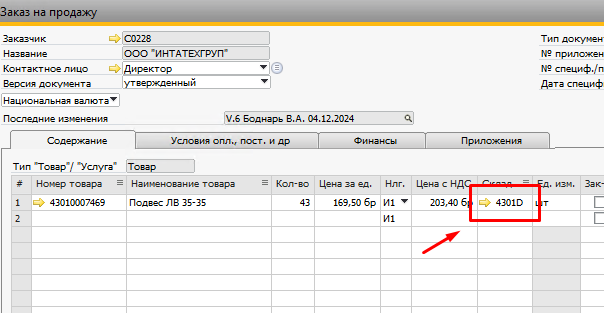 Заказ на продажу
Заказчик C0228 Тип документ
Название ООО "ИНТАТЕХГРУП" № приложен
Контактное лицо Директор № специф./п
Версия документа утвержденный Дата специф
Национальная валюта
Последние изменения V.6 Боднарь В.А. 04.12.2024
Содержание Условия опл., пост. и др Финансы Приложения
Тип "Товар"/ "Услуга" Товар
# Номер товара Наименование товара Кол-во Цена за ед. Нлг. Цена с НДС Склад Ед. изм. Зак-
1 43010007469 Подвес ЛВ 35-35 43 169,50 бр И1 203,40 бр 4301D шт
2 И1